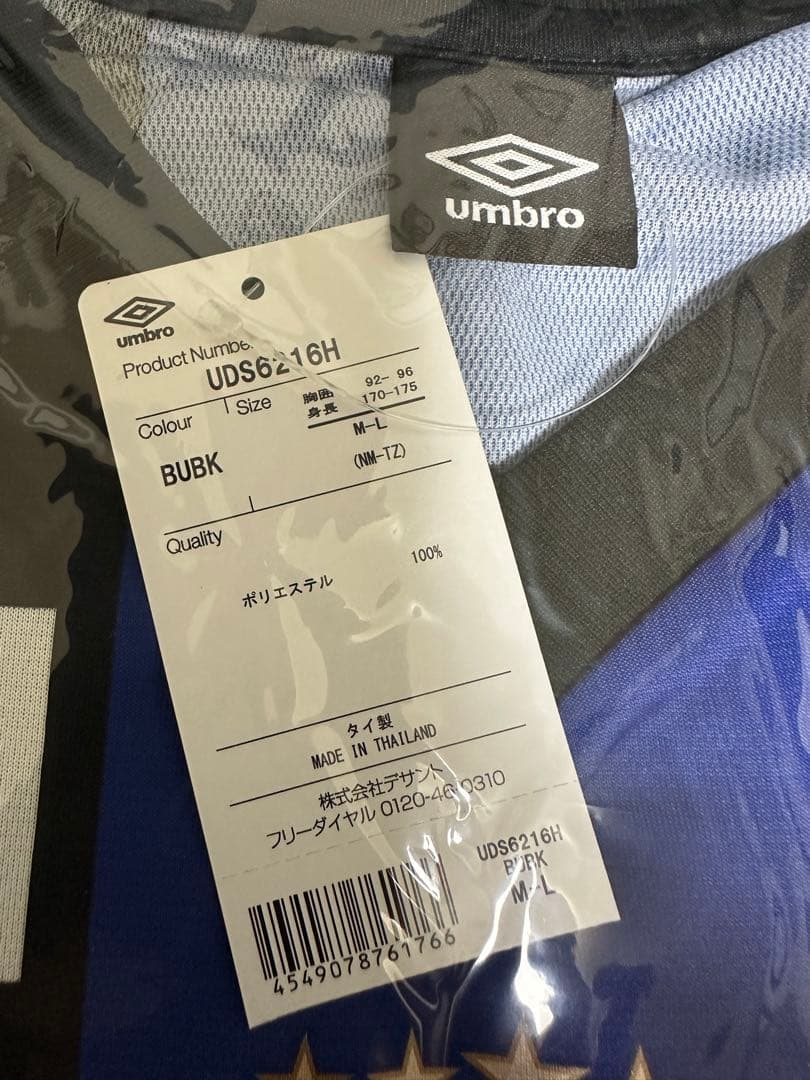 umbro
umbro
Product Numbe
UDS6216H
Colour
Size
胸囲 92- 96
身長 170-175
M-L
BUBK
(NM-TZ)
Quality
ポリエステル 100%
タイ製
MADE IN THAILAND
株式会社デサント
フリーダイヤル 0120-46-0310
UDS6216H
BUBK
M-L
4549078761766